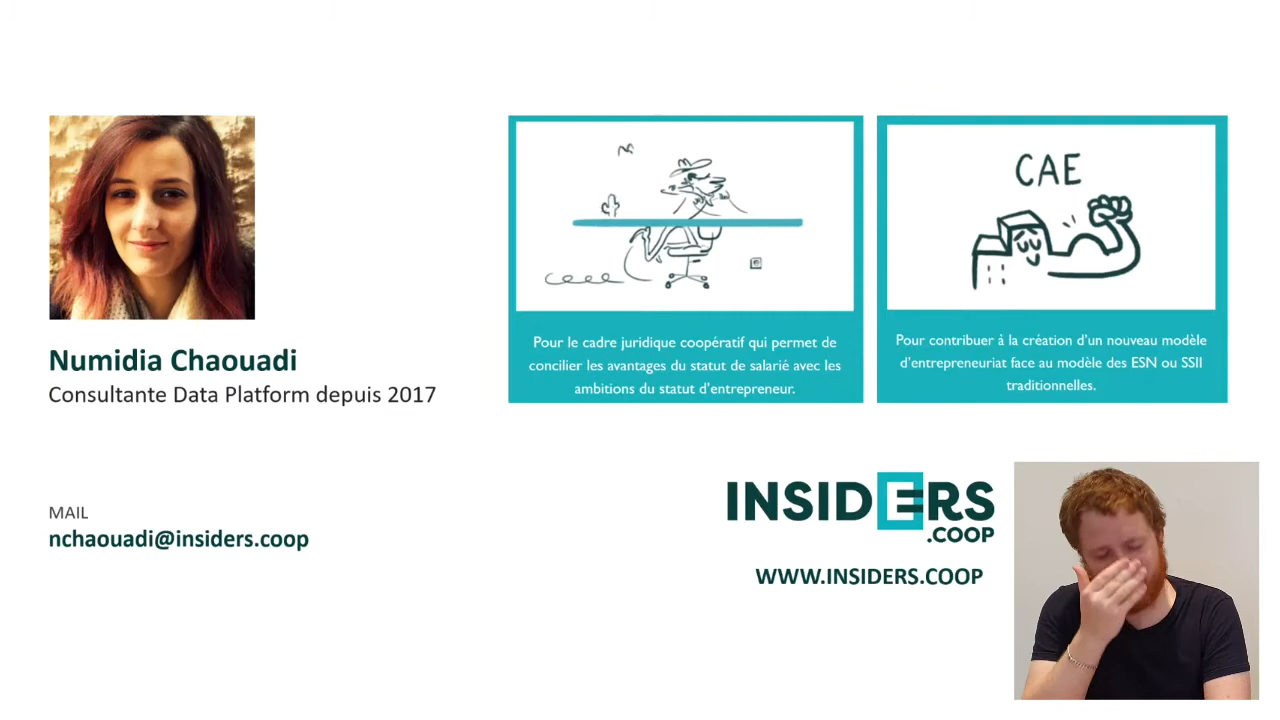 Numidia Chaouadi
Consultante Data Platform depuis 2017
MAIL
nchaouadi@insiders.coop
Pour le cadre juridique coopératif qui permet de
concilier les avantages du statut de salarié avec les
ambitions du statut d'entrepreneur.
CAE
Pour contribuer à la création d'un nouveau modèle
d'entrepreneuriat face au modèle des ESN ou SSII
traditionnelles.
INSIDERS
.COOP
WWW.INSIDERS.COOP